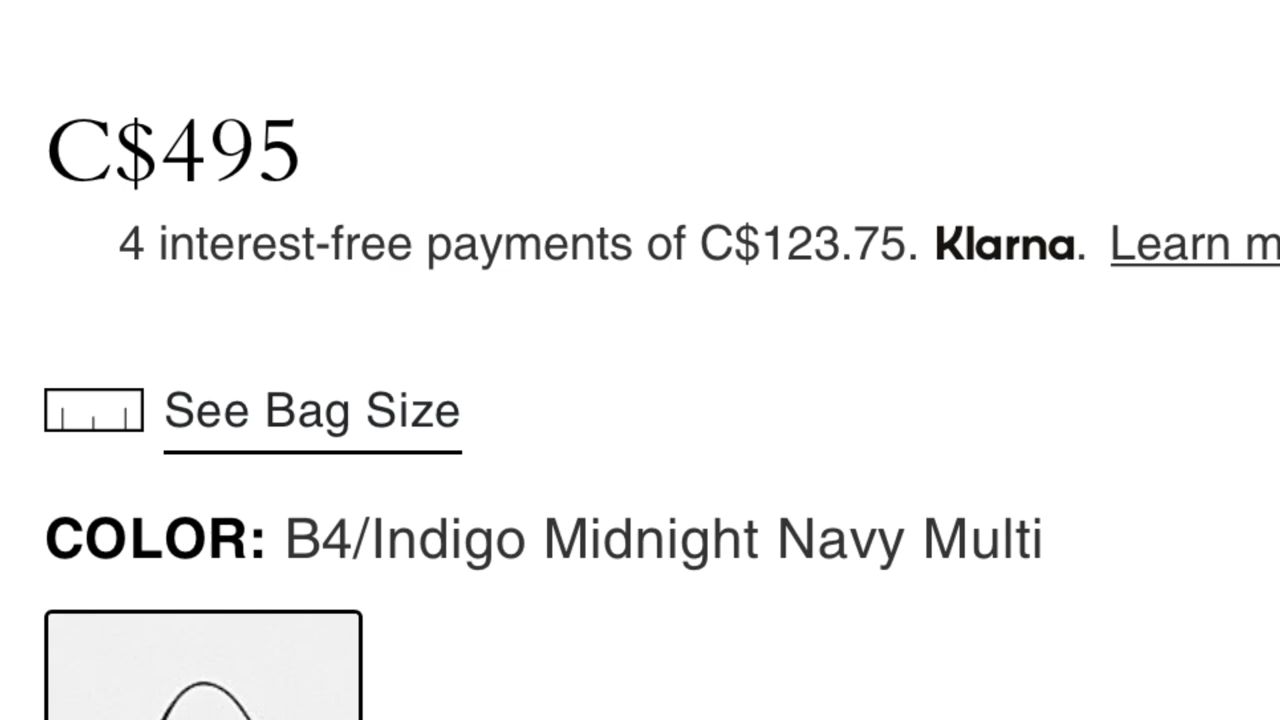 C$495
4 interest-free payments of C$123.75. Klarna. Learn
See Bag Size
COLOR: B4/Indigo Midnight Navy Multi